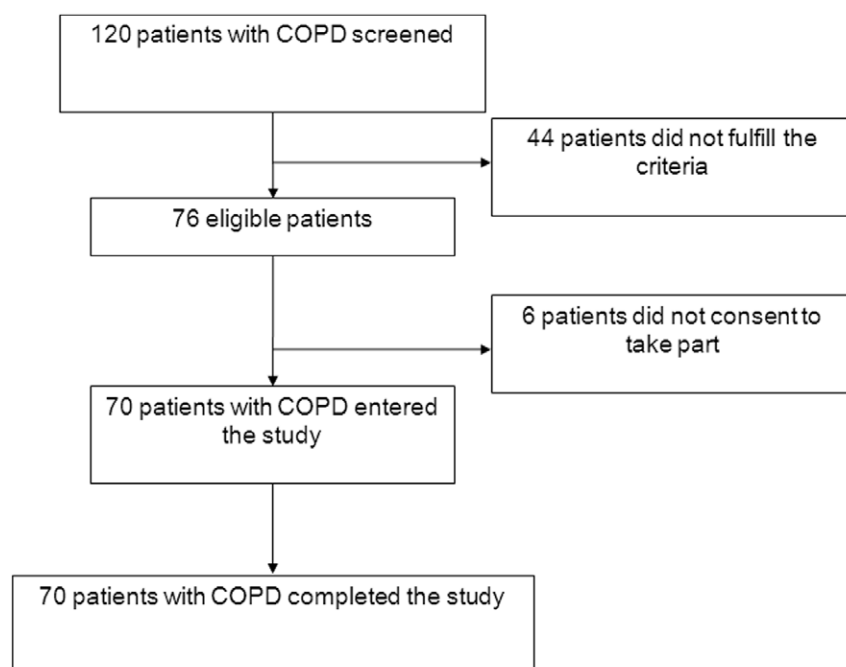 120 patients with COPD screened
44 patients did not fulfill the
criteria
76 eligible patients
6 patients did not consent to
take part
70 patients with COPD entered
the study
70 patients with COPD completed the study